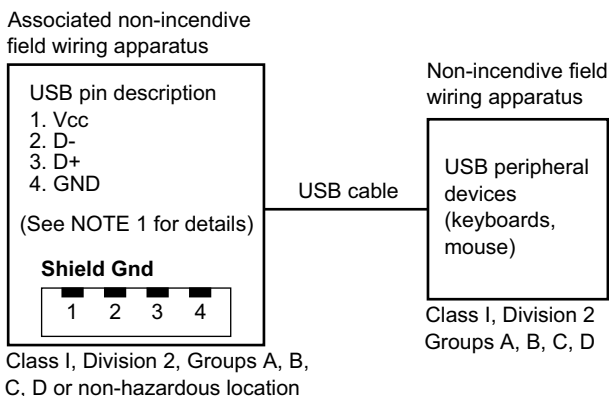 Associated non-incendive
field wiring apparatus
USB pin description
1. Vcc
2. D-
3. D+
4. GND
(See NOTE 1 for details)
Shield Gnd
1 2 3 4
Class I, Division 2, Groups A, B,
C, D or non-hazardous location
USB cable
Non-incendive field
wiring apparatus
USB peripheral
devices
(keyboards,
mouse)
Class I, Division 2
Groups A, B, C, D